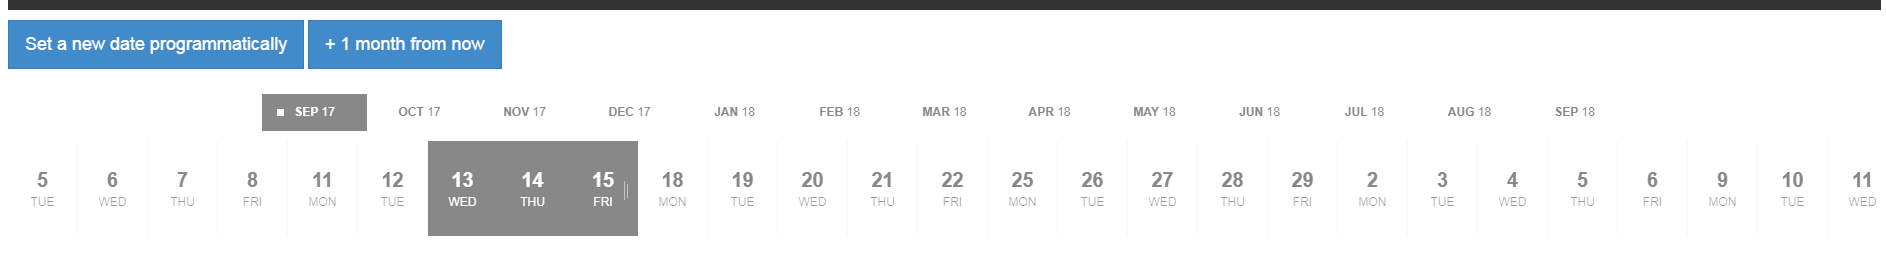 Set a new date programmatically + 1 month from now
SEP 17 OCT 17 NOV 17 DEC 17 JAN 18 FEB 18 MAR 18 APR 18 MAY 18 JUN 18 JUL 18 AUG 18 SEP 18
5 6 7 8 11 12 13 14 15 18 19 20 21 22 25 26 27 28 29 2 3 4 5 6 9 10 11
TUE WED THU FRI MON TUE WED THU FRI MON TUE WED THU FRI MON TUE WED THU FRI MON TUE WED THU FRI MON TUE WED